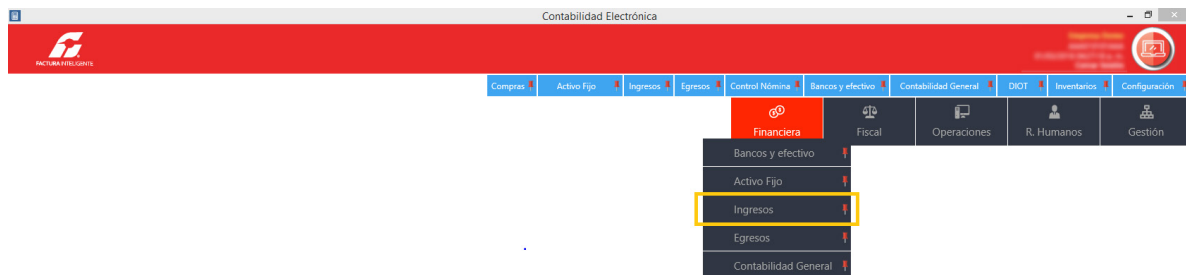 Contabilidad Electrónica
FACTURA INTELIGENTE
Compras Activo Fijo Ingresos Egresos Control Nómina Bancos y efectivo Contabilidad General DIOT Inventarios Configuración
Financiera Fiscal Operaciones R. Humanos Gestión
Bancos y efectivo
Activo Fijo
Ingresos
Egresos
Contabilidad General